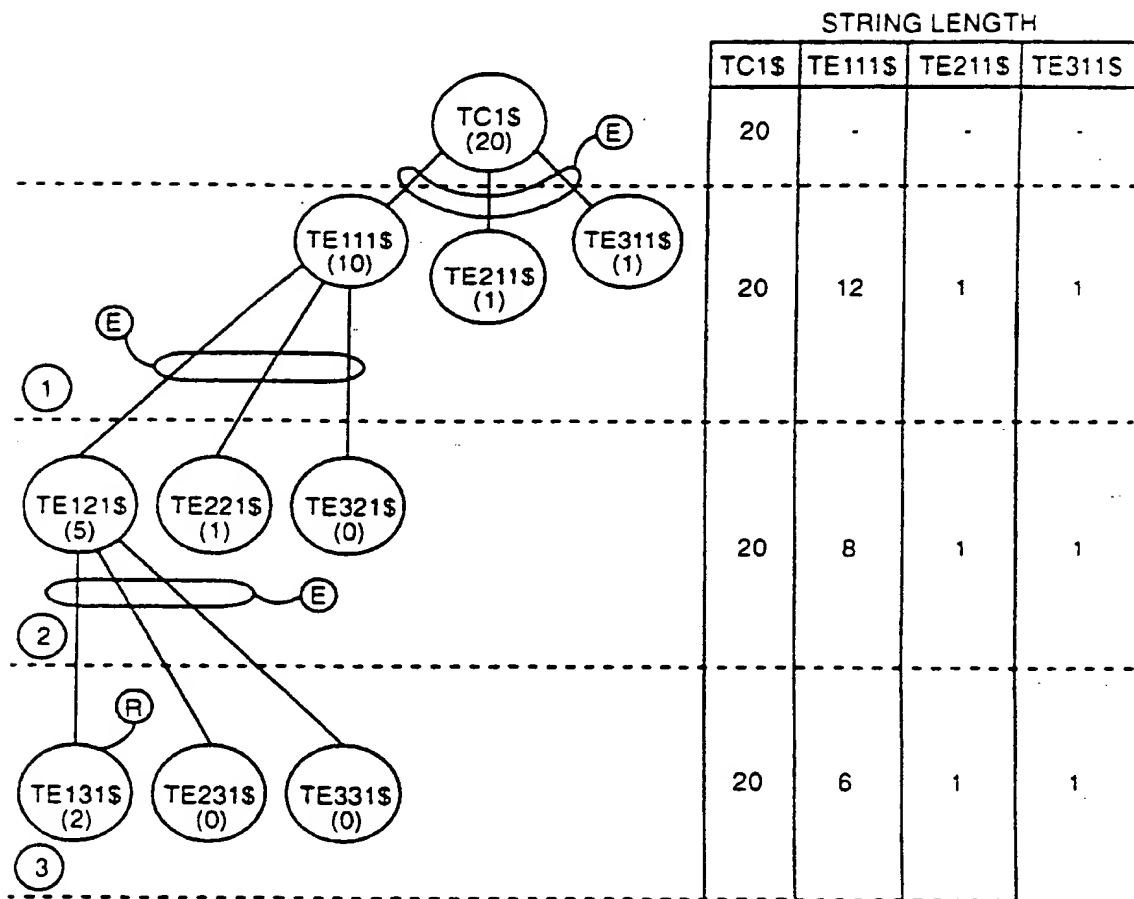 STRING LENGTH
TC1$ TE111$ TE211$ TE311S
TC1$
(20)
E
20 - - -
TE111$
(10)
TE211$
(1)
TE311$
(1)
20 12 1 1
E
1
TE121$
(5)
TE221$
(1)
TE321$
(0)
20 8 1 1
E
2
R
TE131$
(2)
TE231$
(0)
TE331$
(0)
20 6 1 1
3